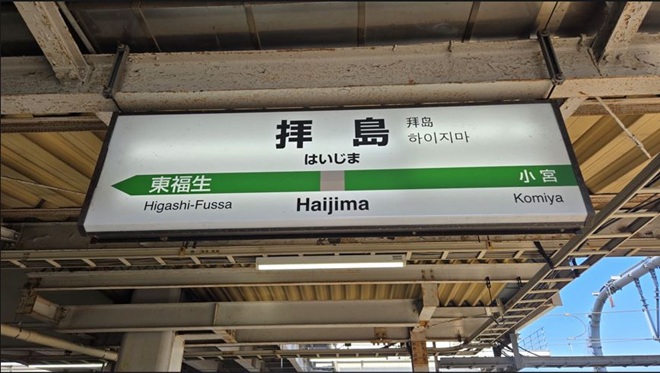 拝島
拝岛
하이지마
はいじま
東福生
小宮
Higashi-Fussa
Haijima
Komiya